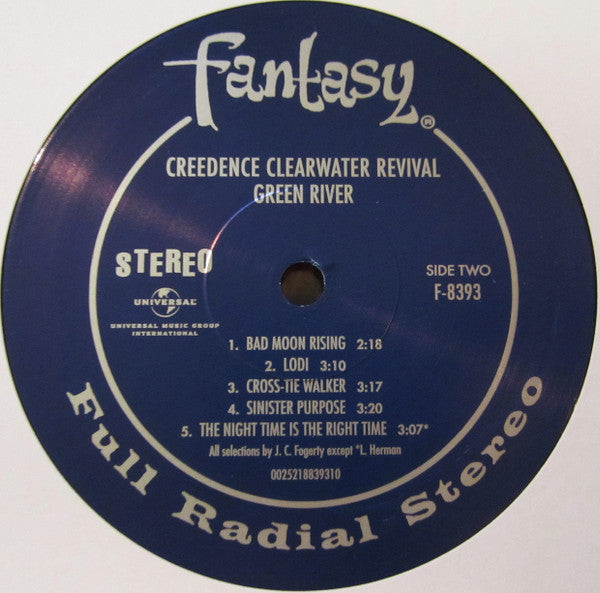 fantasy®
CREEDENCE CLEARWATER REVIVAL
GREEN RIVER
STEREO
UNIVERSAL
UNIVERSAL MUSIC GROUP
INTERNATIONAL
SIDE TWO
F-8393
1. BAD MOON RISING 2:18
2. LODI 3:10
3. CROSS-TIE WALKER 3:17
4. SINISTER PURPOSE 3:20
5. THE NIGHT TIME IS THE RIGHT TIME 3:07*
All selections by J. C. Fogerty except *L. Herman
0025218839310
Full Radial Stereo